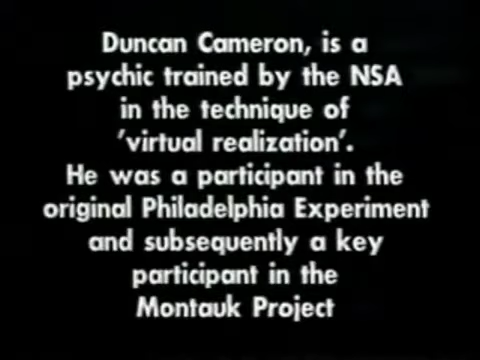 Duncan Cameron, is a
psychic trained by the NSA
in the technique of
'virtual realization'.
He was a participant in the
original Philadelphia Experiment
and subsequently a key
participant in the
Montauk Project